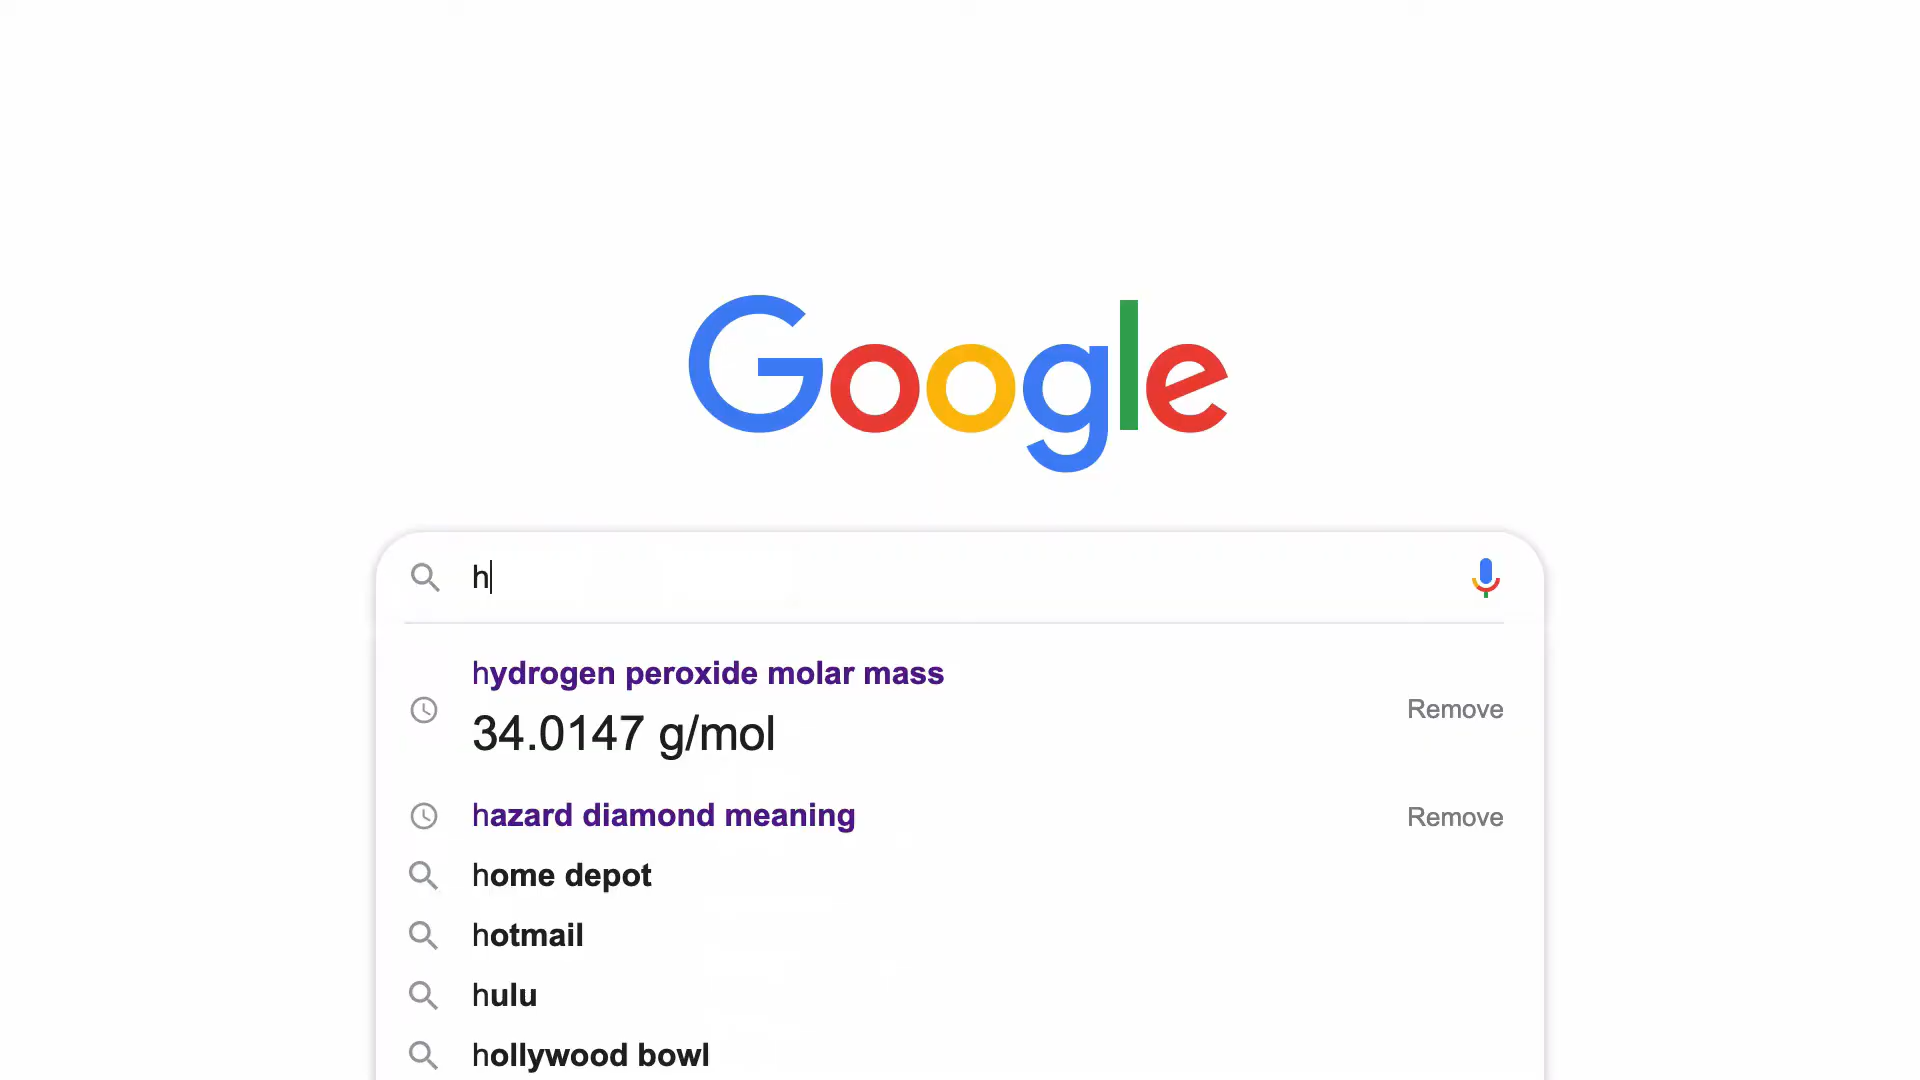 Google
h
hydrogen peroxide molar mass
34.0147 g/mol
Remove
hazard diamond meaning
Remove
home depot
hotmail
hulu
hollywood bowl